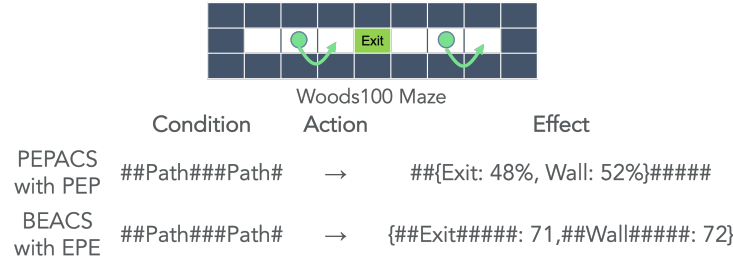 Exit
Woods100 Maze
Condition Action Effect
PEPACS
with PEP
##Path###Path# → ##{Exit: 48%, Wall: 52%}#####
BEACS
with EPE
##Path###Path# → {##Exit#####: 71,##Wall#####: 72}